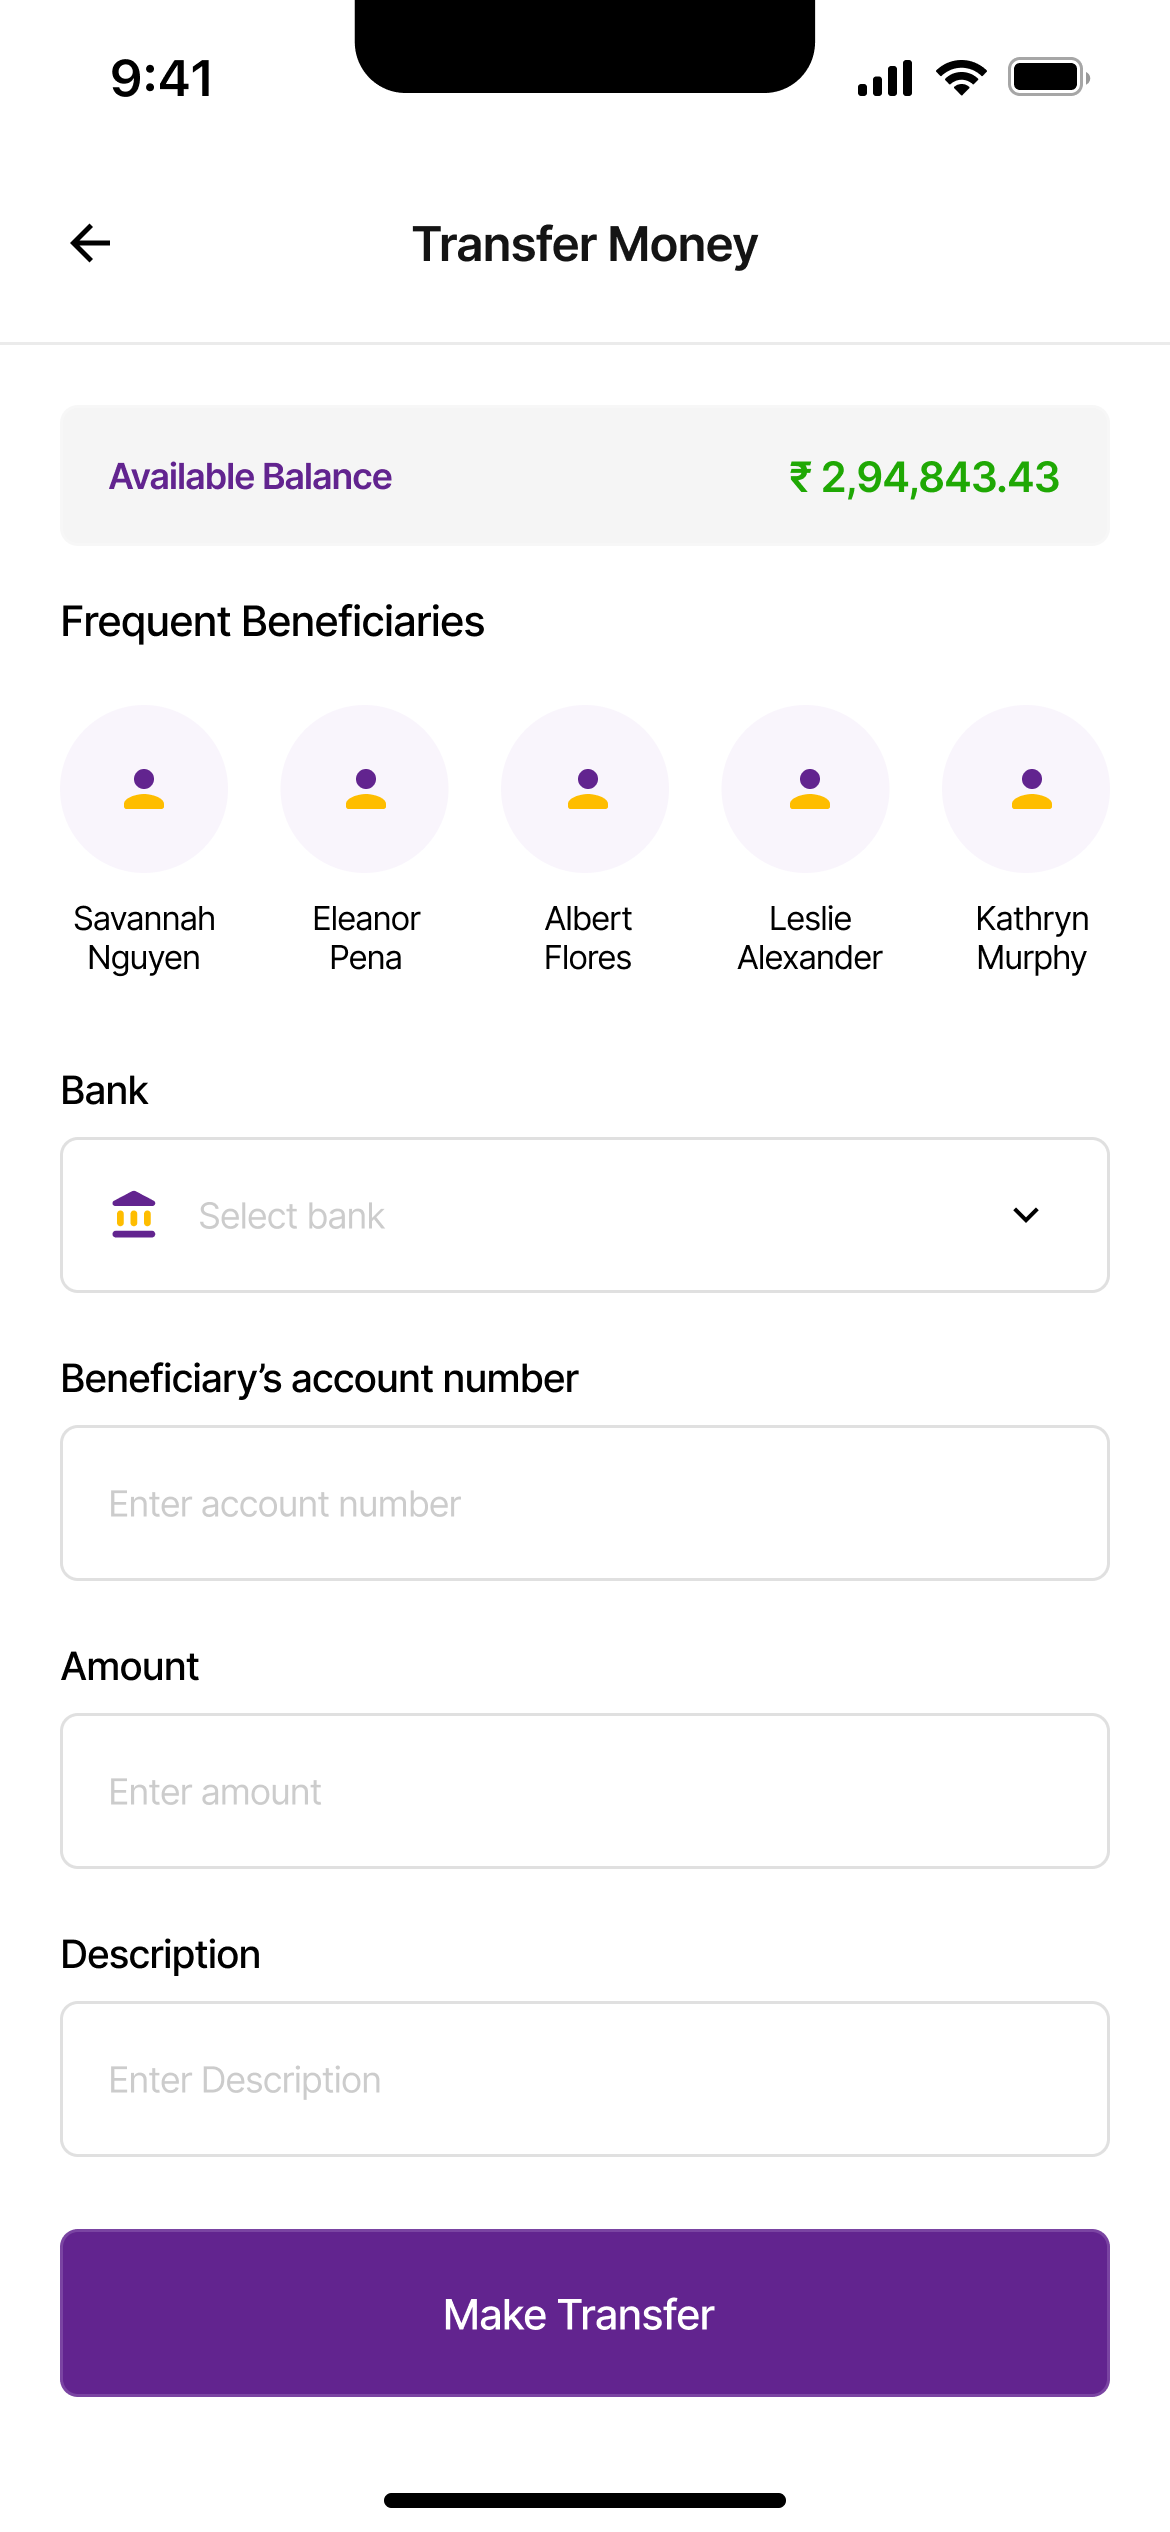 9:41
Transfer Money
Available Balance
₹ 2,94,843.43
Frequent Beneficiaries
Savannah
Nguyen
Eleanor
Pena
Albert
Flores
Leslie
Alexander
Kathryn
Murphy
Bank
Select bank
Beneficiary’s account number
Enter account number
Amount
Enter amount
Description
Enter Description
Make Transfer